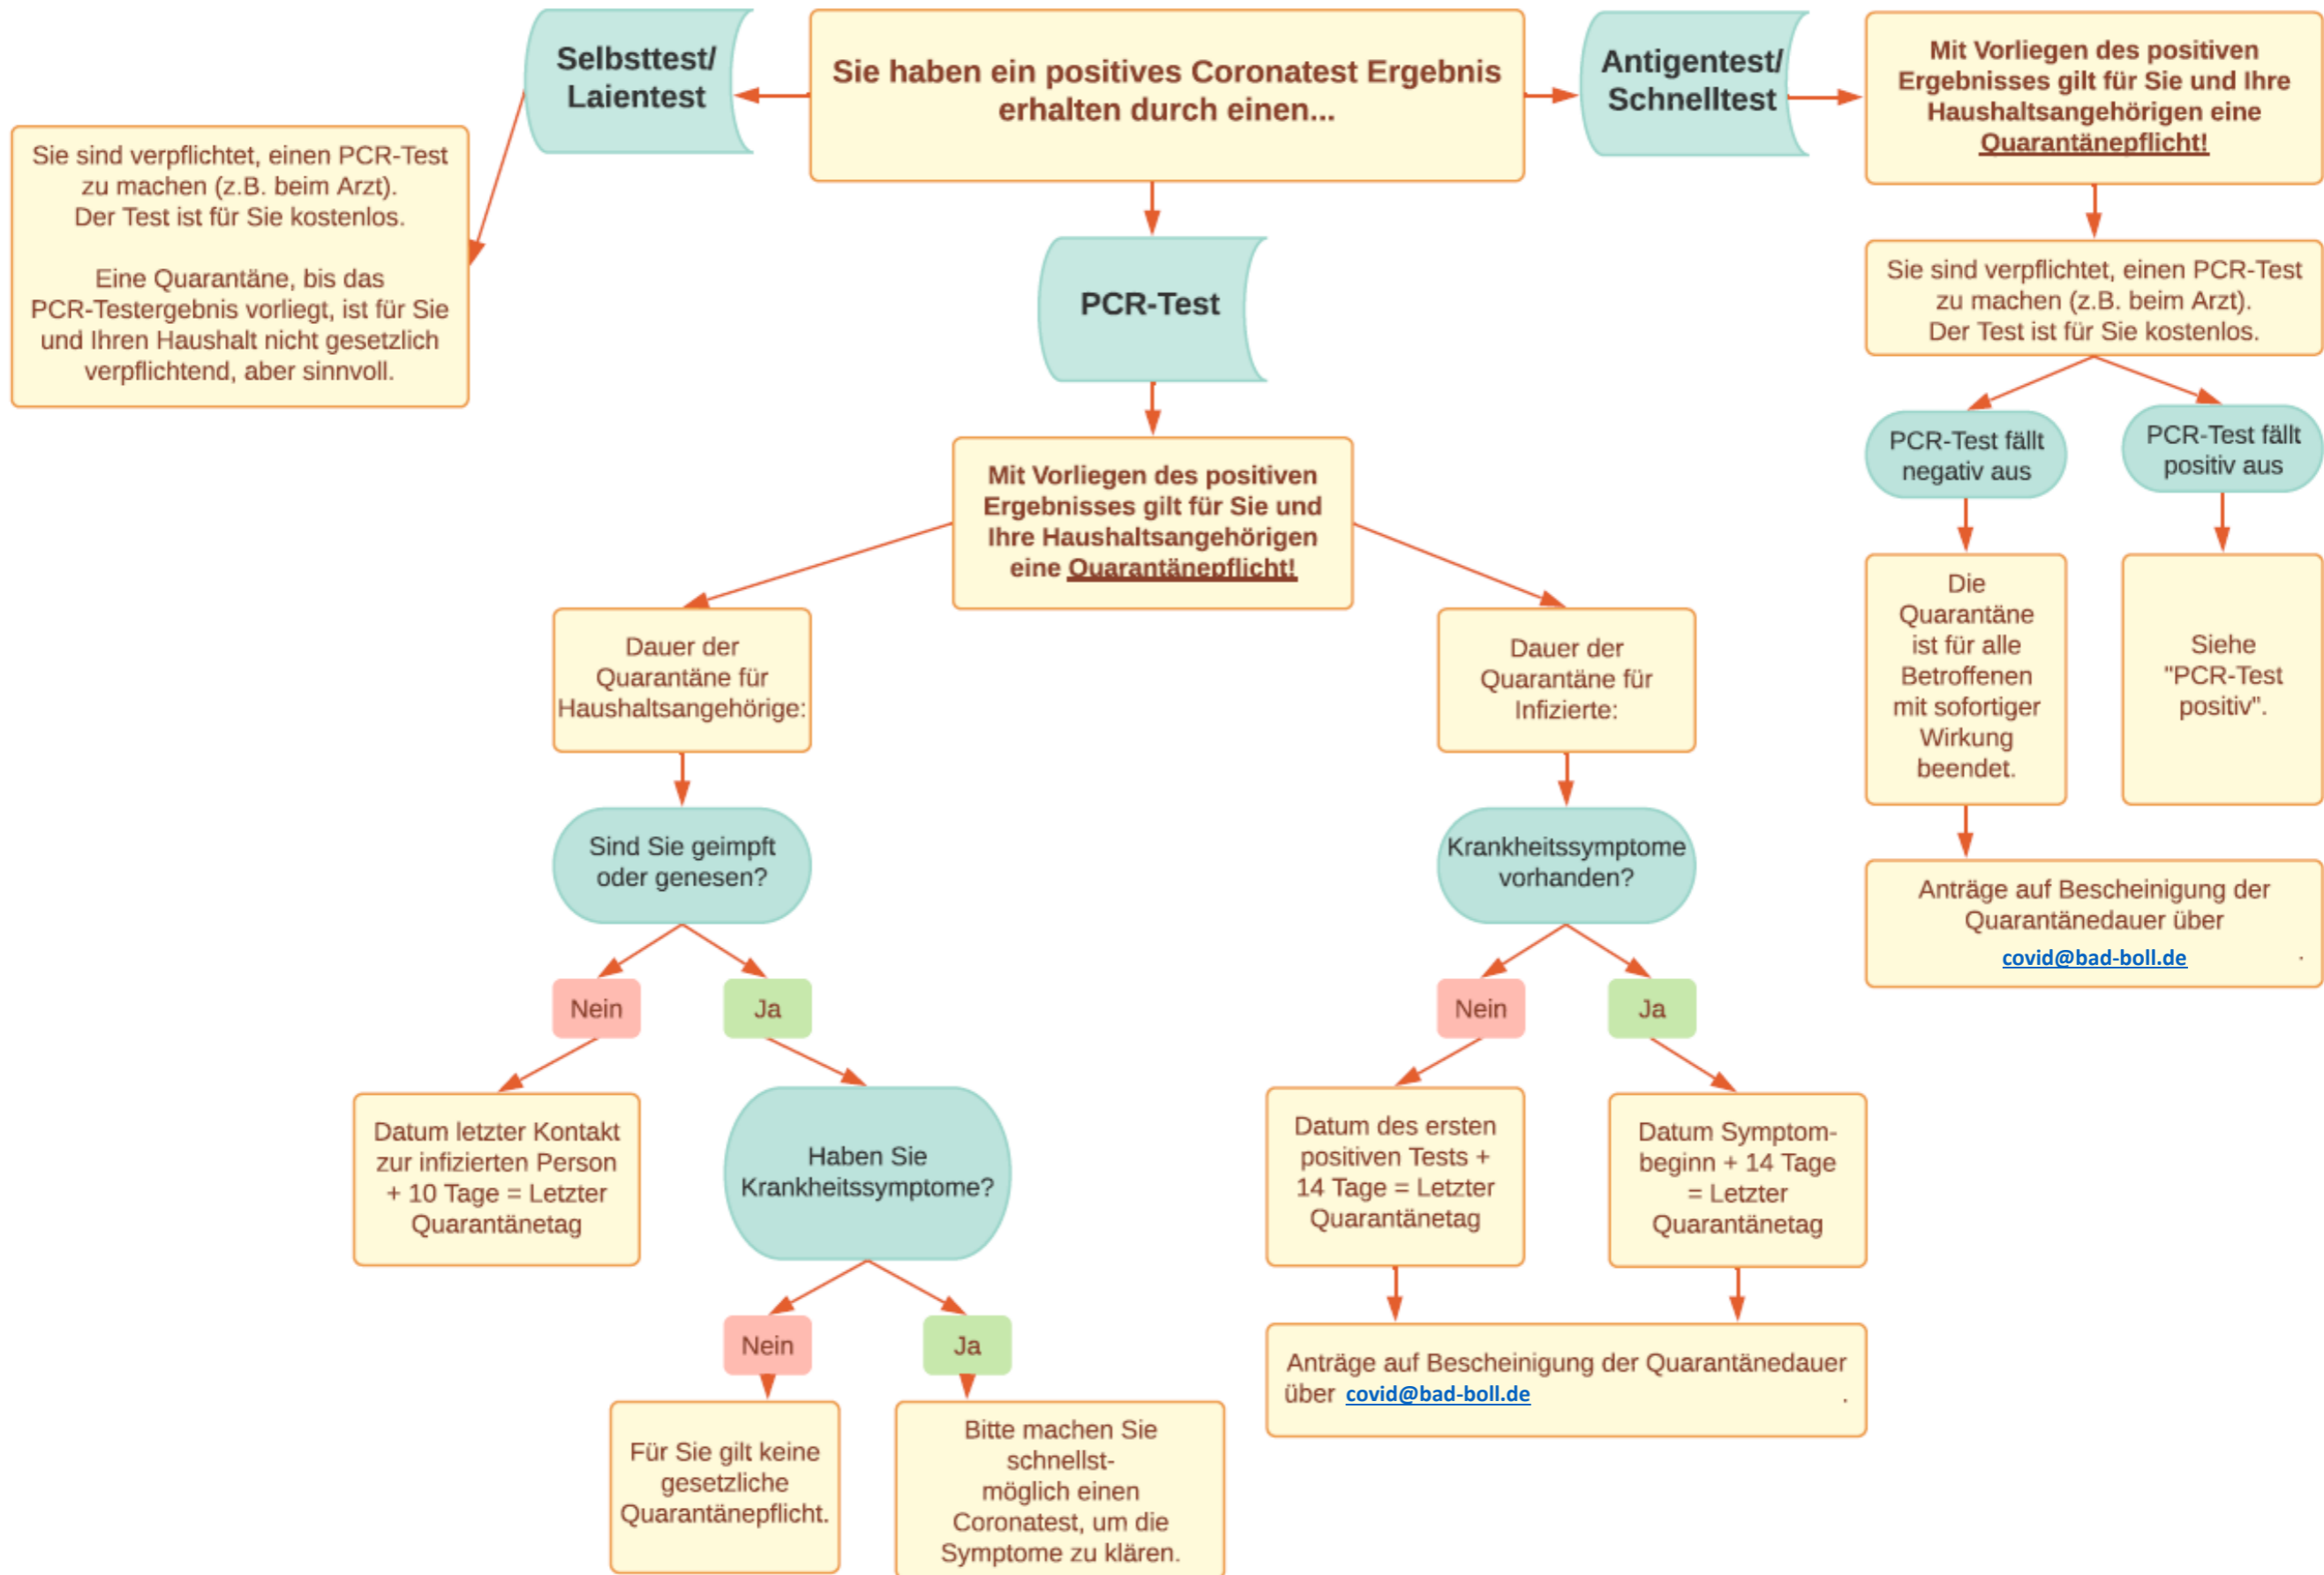 Selbsttest/
Laientest
Sie haben ein positives Coronatest Ergebnis
erhalten durch einen...
Antigentest/
Schnelltest
Mit Vorliegen des positiven
Ergebnisses gilt für Sie und Ihre
Haushaltsangehörigen eine
Quarantänepflicht!
Sie sind verpflichtet, einen PCR-Test
zu machen (z.B. beim Arzt).
Der Test ist für Sie kostenlos.
Eine Quarantäne, bis das
PCR-Testergebnis vorliegt, ist für Sie
und Ihren Haushalt nicht gesetzlich
verpflichtend, aber sinnvoll.
PCR-Test
Sie sind verpflichtet, einen PCR-Test
zu machen (z.B. beim Arzt).
Der Test ist für Sie kostenlos.
PCR-Test fällt
negativ aus
PCR-Test fällt
positiv aus
Mit Vorliegen des positiven
Ergebnisses gilt für Sie und
Ihre Haushaltsangehörigen
eine Quarantänepflicht!
Die
Quarantäne
ist für alle
Betroffenen
mit sofortiger
Wirkung
beendet.
Siehe
"PCR-Test
positiv".
Dauer der
Quarantäne für
Haushaltsangehörige:
Dauer der
Quarantäne für
Infizierte:
Sind Sie geimpft
oder genesen?
Krankheitssymptome
vorhanden?
Anträge auf Bescheinigung der
Quarantänedauer über
covid@bad-boll.de .
Nein
Ja
Nein
Ja
Datum letzter Kontakt
zur infizierten Person
+ 10 Tage = Letzter
Quarantänetag
Haben Sie
Krankheitssymptome?
Datum des ersten
positiven Tests +
14 Tage = Letzter
Quarantänetag
Datum Symptom-
beginn + 14 Tage
= Letzter
Quarantänetag
Nein
Ja
Anträge auf Bescheinigung der Quarantänedauer
über covid@bad-boll.de .
Für Sie gilt keine
gesetzliche
Quarantänepflicht.
Bitte machen Sie
schnellst-
möglich einen
Coronatest, um die
Symptome zu klären.